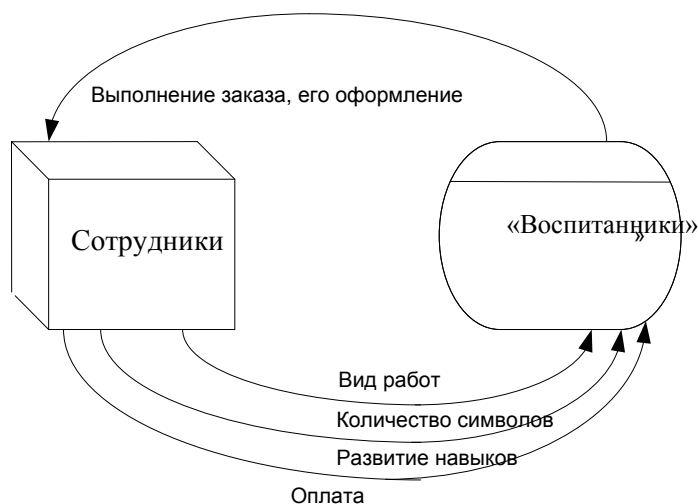 Выполнение заказа, его оформление
Сотрудники
«Воспитанники»
»
Вид работ
Количество символов
Развитие навыков
Оплата